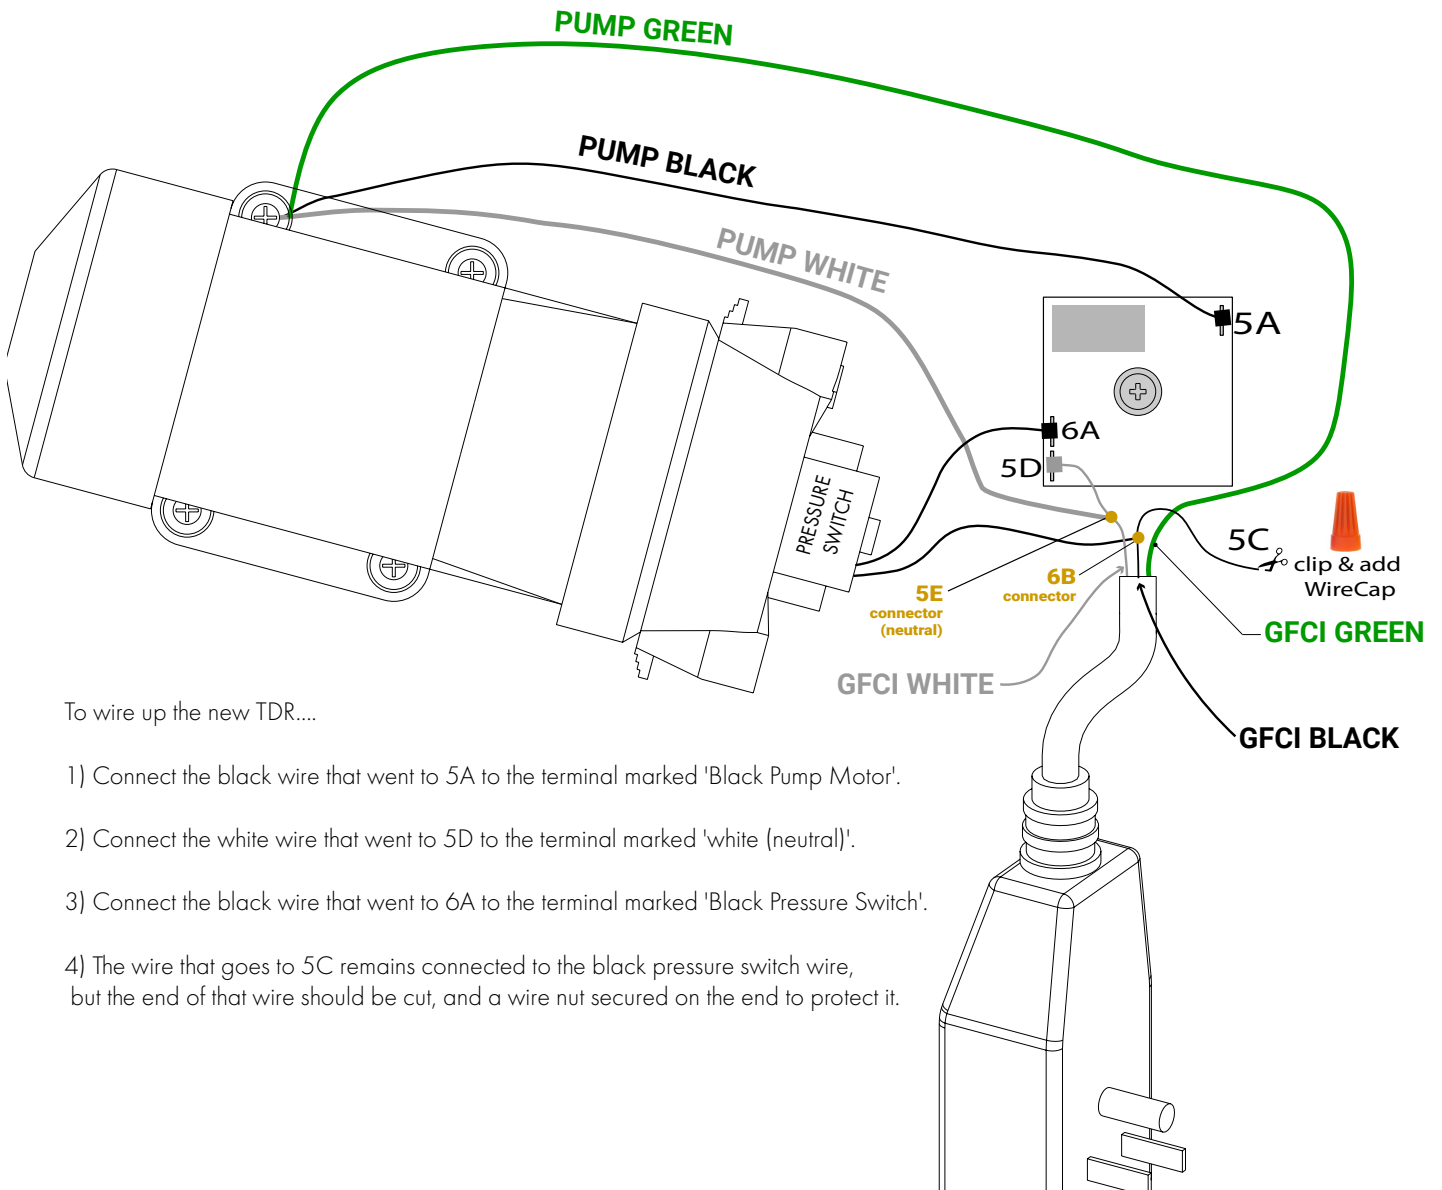 PUMP GREEN
PUMP BLACK
PUMP WHITE
5A
6A
5D
PRESSURE
SWITCH
5C
clip & add
WireCap
6B
connector
5E
connector
(neutral)
GFCI GREEN
GFCI WHITE
GFCI BLACK
To wire up the new TDR....
1) Connect the black wire that went to 5A to the terminal marked 'Black Pump Motor'.
2) Connect the white wire that went to 5D to the terminal marked 'white (neutral)'.
3) Connect the black wire that went to 6A to the terminal marked 'Black Pressure Switch'.
4) The wire that goes to 5C remains connected to the black pressure switch wire,
but the end of that wire should be cut, and a wire nut secured on the end to protect it.